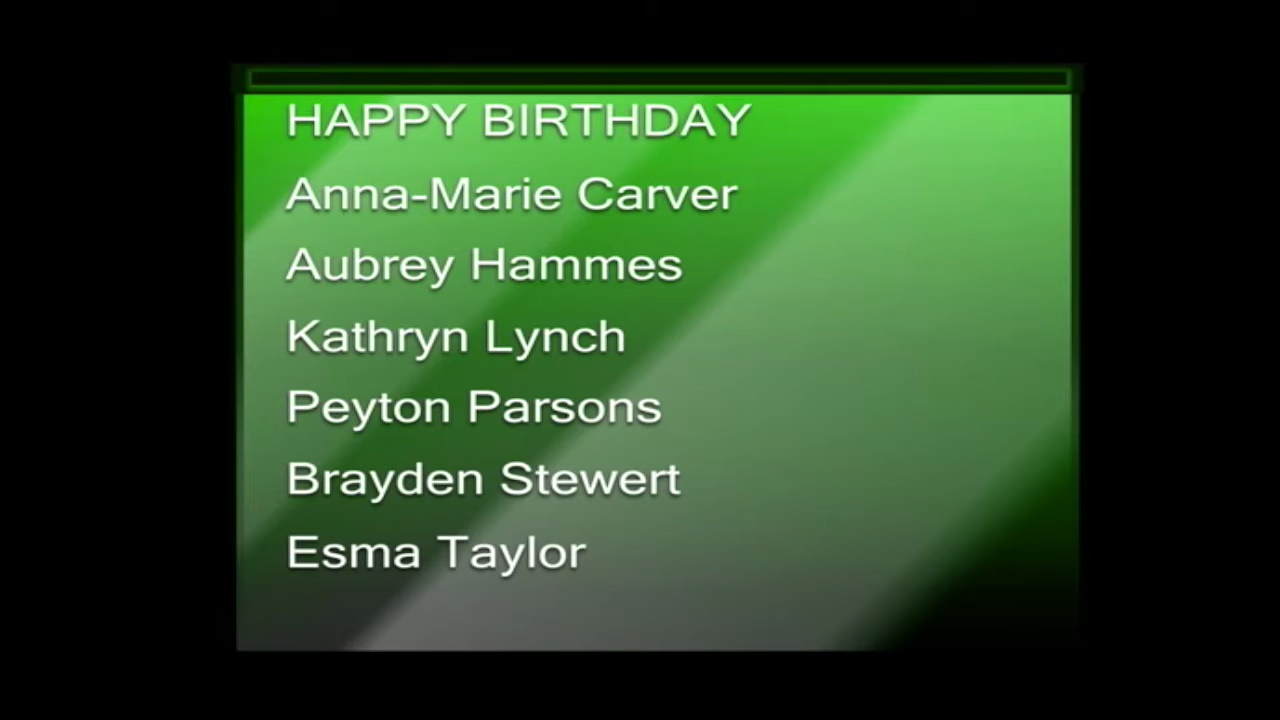 HAPPY BIRTHDAY
Anna-Marie Carver
Aubrey Hammes
Kathryn Lynch
Peyton Parsons
Brayden Stewert
Esma Taylor